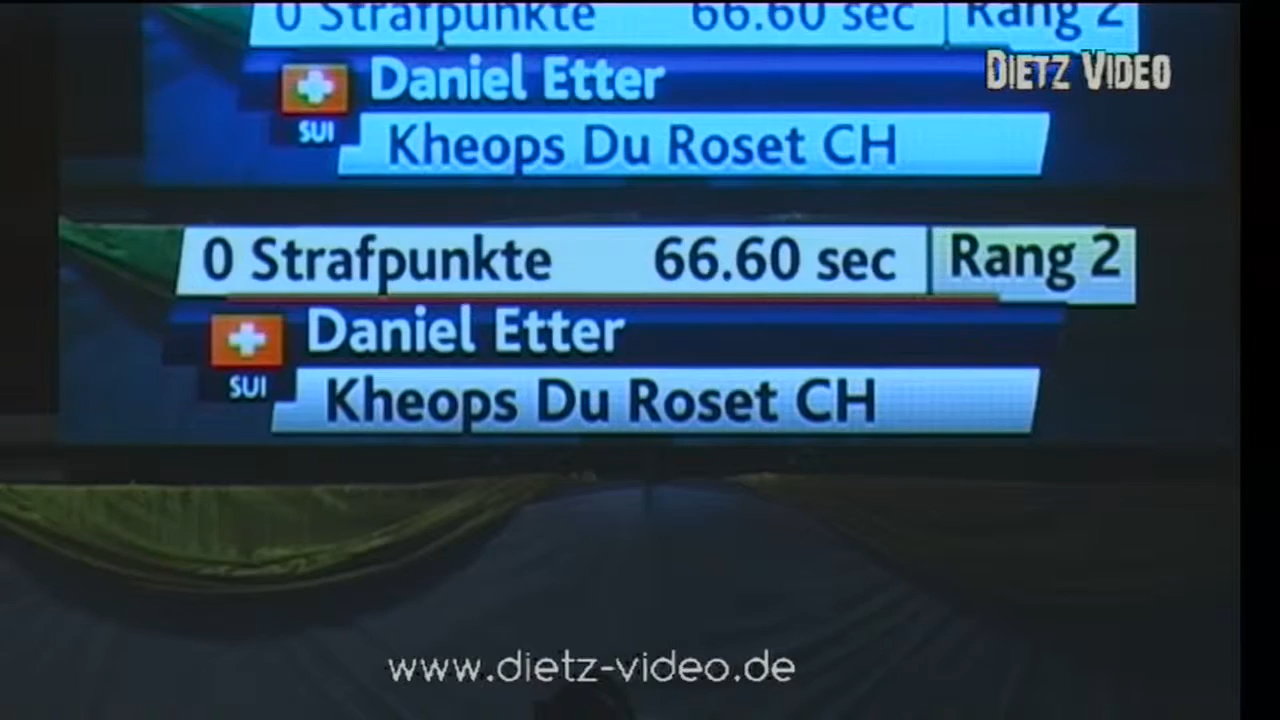 0 Strafpunkte 66.60 sec Rang 2
DIETZ VIDEO
Daniel Etter
SUI
Kheops Du Roset CH
0 Strafpunkte 66.60 sec Rang 2
Daniel Etter
SUI
Kheops Du Roset CH
www.dietz-video.de